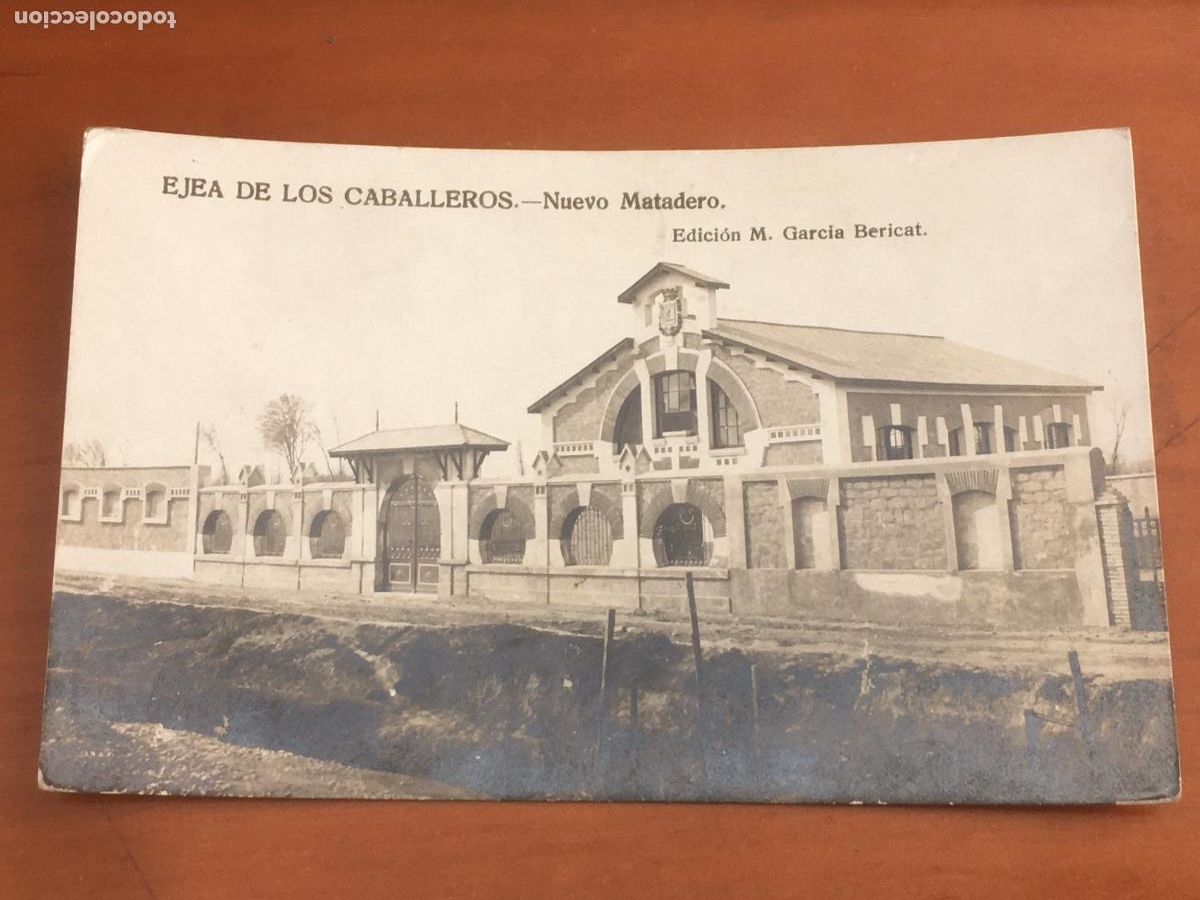 todocoleccion
EJEA DE LOS CABALLEROS.—Nuevo Matadero.
Edición M. Garcia Bericat.